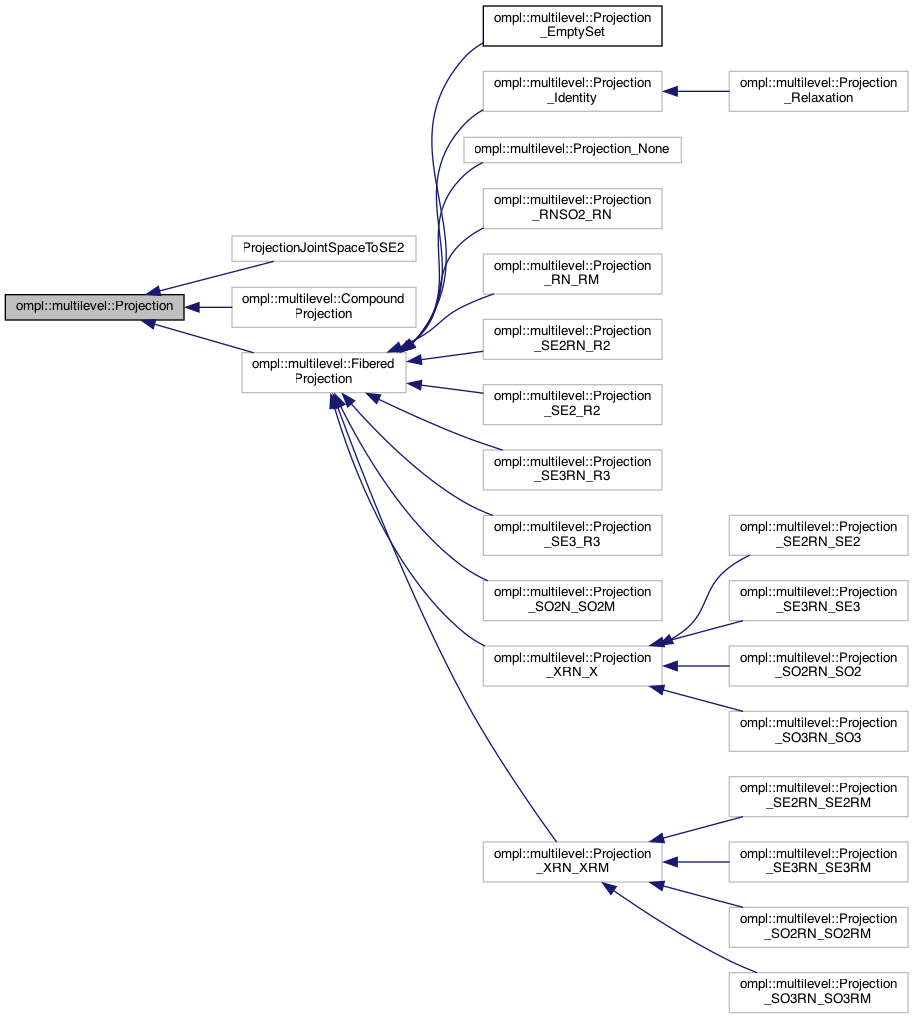 ompl::multilevel::Projection
_EmptySet
ompl::multilevel::Projection
_Identity
ompl::multilevel::Projection
_Relaxation
ompl::multilevel::Projection_None
ompl::multilevel::Projection
_RNSO2_RN
ProjectionJointSpaceToSE2
ompl::multilevel::Projection
_RN_RM
ompl::multilevel::Projection
ompl::multilevel::Compound
Projection
ompl::multilevel::Projection
_SE2RN_R2
ompl::multilevel::Fibered
Projection
ompl::multilevel::Projection
_SE2_R2
ompl::multilevel::Projection
_SE3RN_R3
ompl::multilevel::Projection
_SE3_R3
ompl::multilevel::Projection
_SE2RN_SE2
ompl::multilevel::Projection
_SO2N_SO2M
ompl::multilevel::Projection
_SE3RN_SE3
ompl::multilevel::Projection
_XRN_X
ompl::multilevel::Projection
_SO2RN_SO2
ompl::multilevel::Projection
_SO3RN_SO3
ompl::multilevel::Projection
_SE2RN_SE2RM
ompl::multilevel::Projection
_XRN_XRM
ompl::multilevel::Projection
_SE3RN_SE3RM
ompl::multilevel::Projection
_SO2RN_SO2RM
ompl::multilevel::Projection
_SO3RN_SO3RM